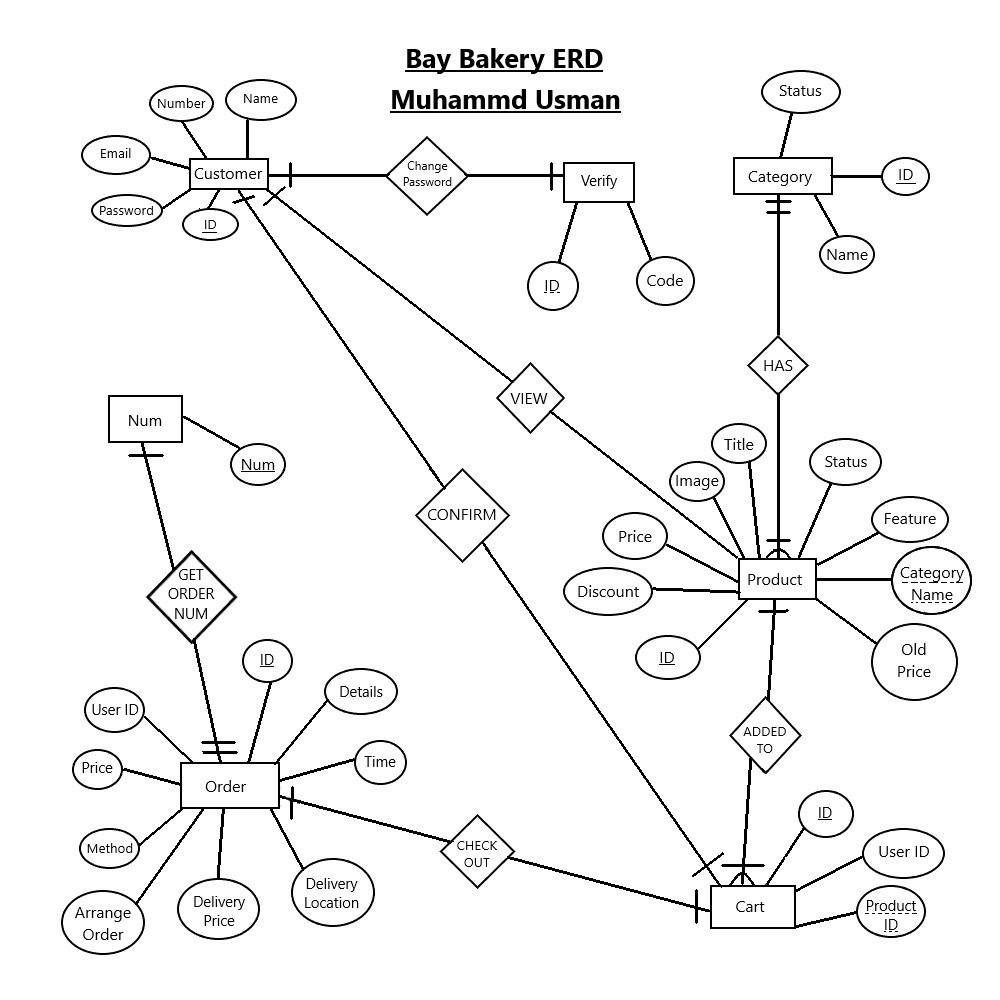 Bay Bakery ERD
Muhammd Usman
Status
Number
Name
Email
Customer
Change
Password
Verify
Category
ID
Password
ID
Name
ID
Code
HAS
VIEW
Num
Num
Title
Status
Image
Feature
CONFIRM
Price
Product
Category
Name
Discount
GET
ORDER
NUM
ID
Old
Price
ID
Details
User ID
ADDED
TO
Price
Time
Order
ID
Method
CHECK
OUT
User ID
Delivery
Location
Delivery
Price
Arrange
Order
Cart
Product
ID